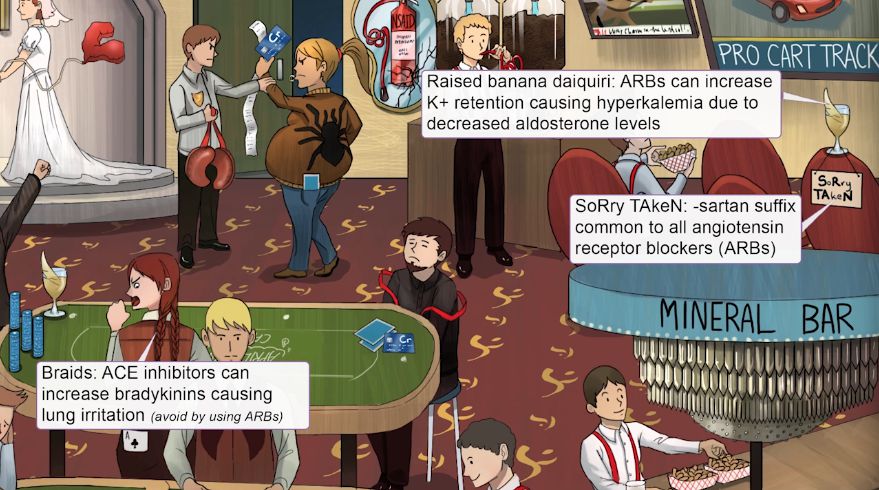 NSAID
Cr
PRO CART TRACK
Raised banana daiquiri: ARBs can increase
K+ retention causing hyperkalemia due to
decreased aldosterone levels
SoRry
TAkeN
SoRry TAkeN: -sartan suffix
common to all angiotensin
receptor blockers (ARBs)
MINERAL BAR
Cr
Braids: ACE inhibitors can
increase bradykinins causing
lung irritation (avoid by using ARBs)
A